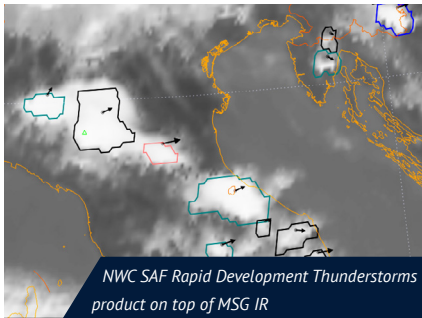 NWC SAF Rapid Development Thunderstorms
product on top of MSG IR